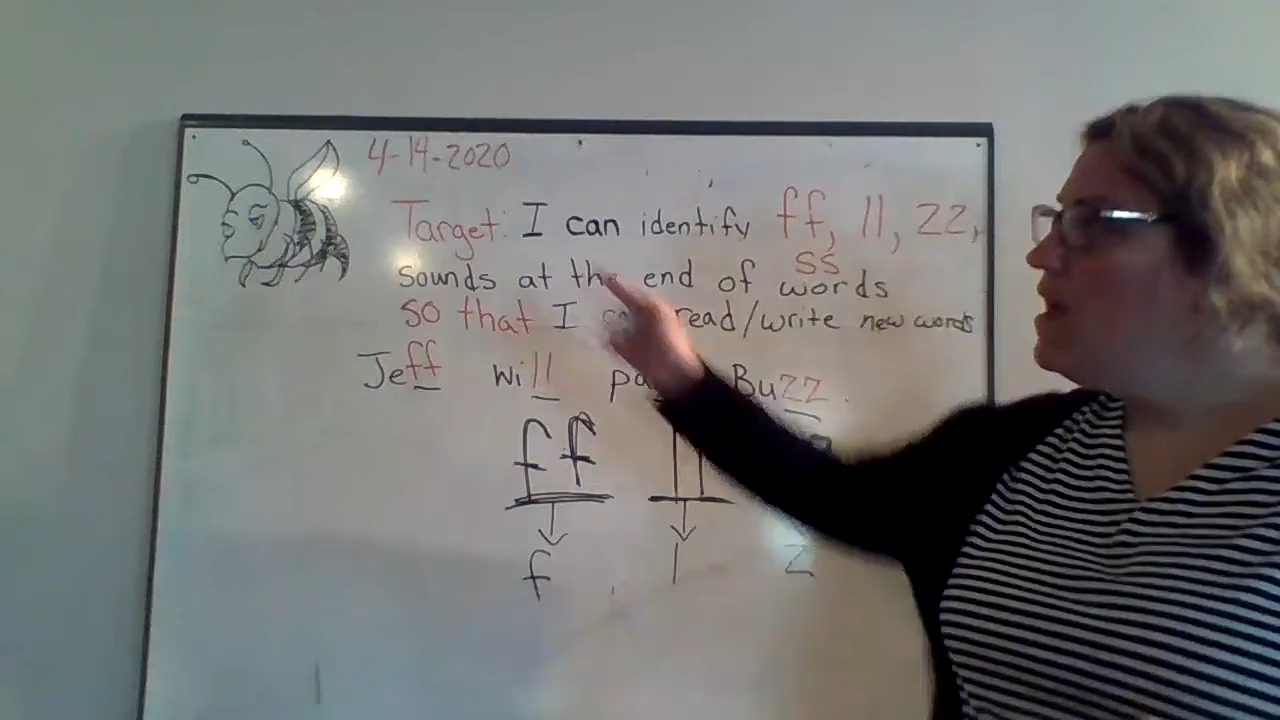 4-14-2020
Target: I can identify ff, ll, zz,
ss
sounds at the end of words
so that I read/write new words
Jeff will Buzz.
ff ll
f l z